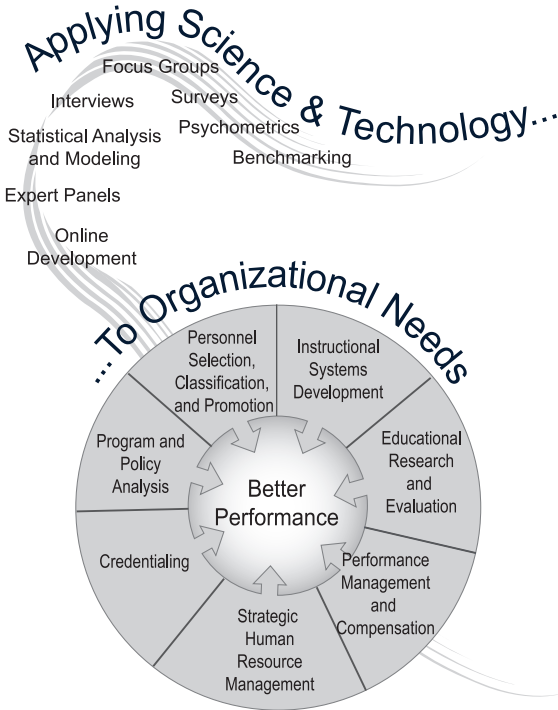 Applying Science & Technology...
Focus Groups
Interviews
Surveys
Statistical Analysis
and Modeling
Psychometrics
Benchmarking
Expert Panels
Online
Development
...To Organizational Needs
Personnel
Selection,
Classification,
and Promotion
Instructional
Systems
Development
Educational
Research
and
Evaluation
Performance
Management
and
Compensation
Strategic
Human
Resource
Management
Credentialing
Program and
Policy
Analysis
Better
Performance